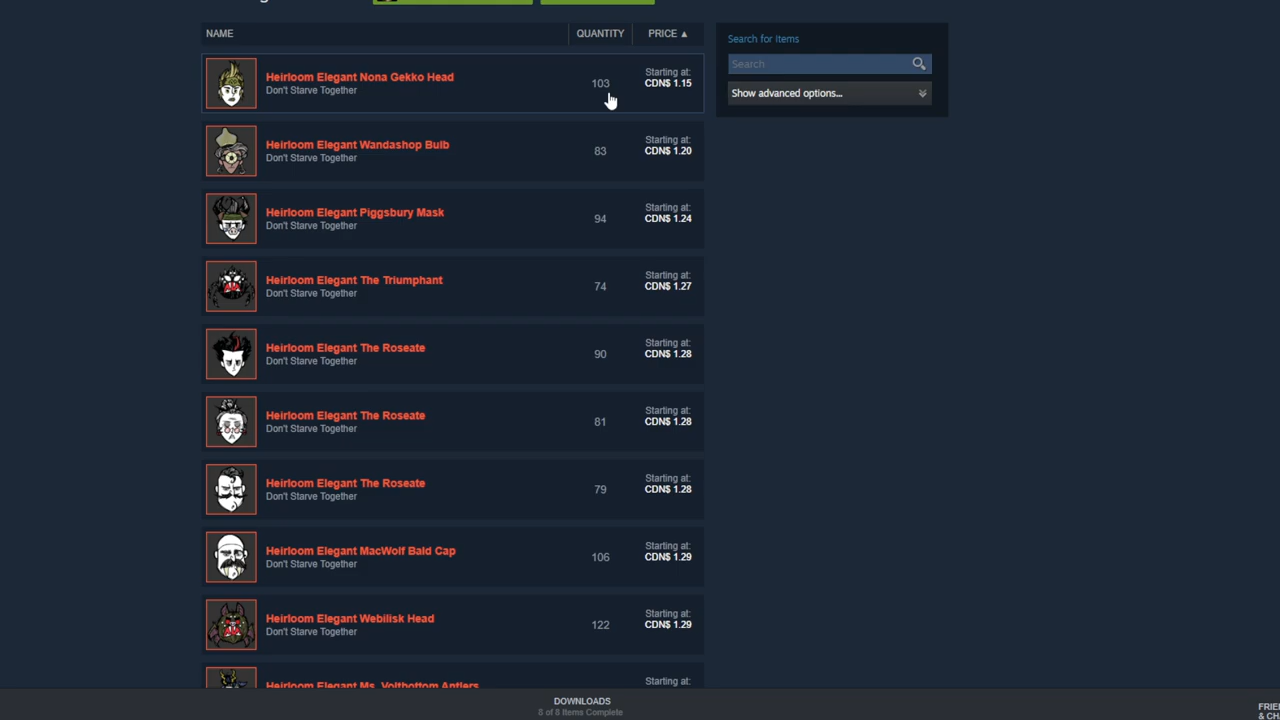 NAME QUANTITY PRICE ▲
Heirloom Elegant Nona Gekko Head
Don't Starve Together
103
Starting at:
CDN$ 1.15
Heirloom Elegant Wandashop Bulb
Don't Starve Together
83
Starting at:
CDN$ 1.20
Heirloom Elegant Piggsbury Mask
Don't Starve Together
94
Starting at:
CDN$ 1.24
Heirloom Elegant The Triumphant
Don't Starve Together
74
Starting at:
CDN$ 1.27
Heirloom Elegant The Roseate
Don't Starve Together
90
Starting at:
CDN$ 1.28
Heirloom Elegant The Roseate
Don't Starve Together
81
Starting at:
CDN$ 1.28
Heirloom Elegant The Roseate
Don't Starve Together
79
Starting at:
CDN$ 1.28
Heirloom Elegant MacWolf Bald Cap
Don't Starve Together
106
Starting at:
CDN$ 1.29
Heirloom Elegant Webilisk Head
Don't Starve Together
122
Starting at:
CDN$ 1.29
Heirloom Elegant Ms. Voltbottom Antlers
Starting at:
Search for Items
Search
Show advanced options...
DOWNLOADS
8 of 8 Items Complete
& CH